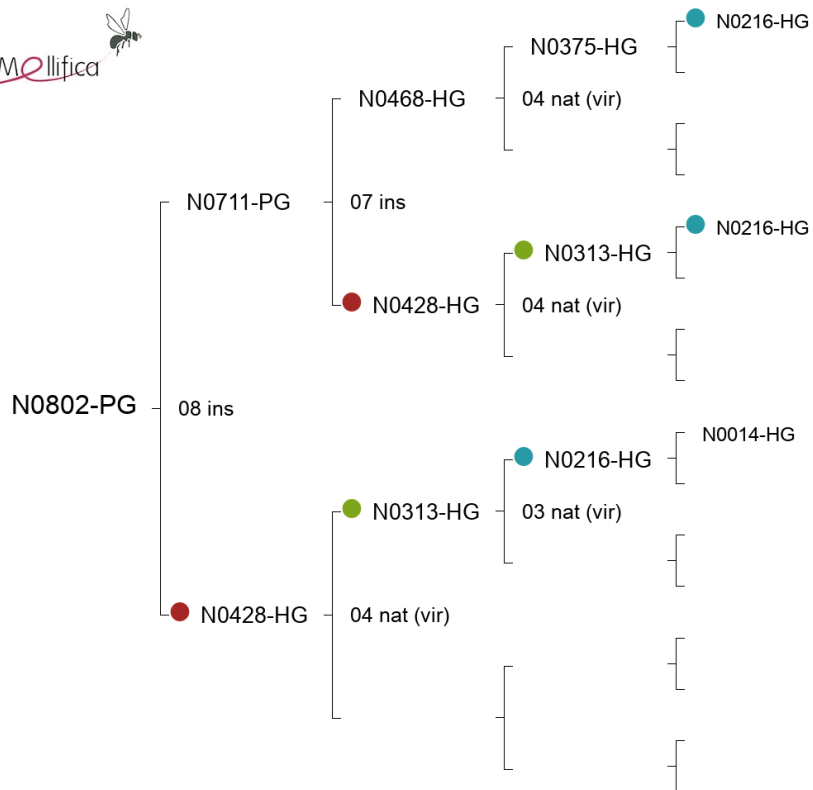 Mellifica
N0216-HG
N0375-HG
N0468-HG
04 nat (vir)
N0711-PG
07 ins
N0216-HG
N0313-HG
N0428-HG
04 nat (vir)
N0802-PG
08 ins
N0014-HG
N0216-HG
N0313-HG
03 nat (vir)
N0428-HG
04 nat (vir)